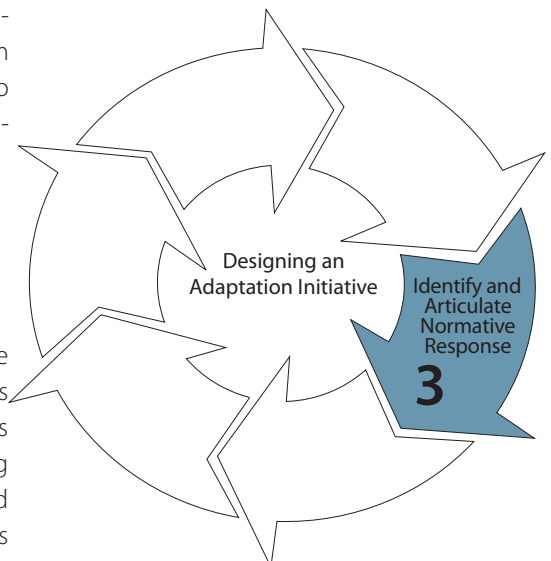 -
n
o
-
Designing an
Adaptation Initiative
Identify and
Articulate
Normative
Response
3
e
s
s
g
d
s